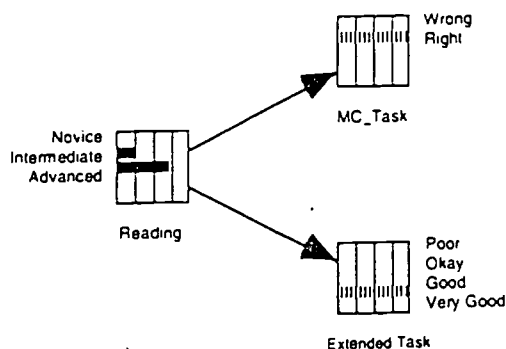 Wrong
Right
MC_Task
Novice
Intermediate
Advanced
Reading
Poor
Okay
Good
Very Good
Extended Task